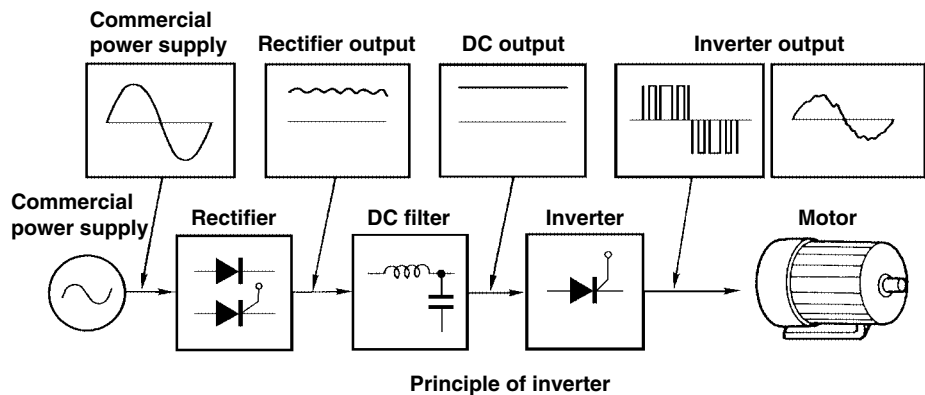 Commercial
power supply
Rectifier output
DC output
Inverter output
Commercial
power supply
Rectifier
DC filter
Inverter
Motor
Principle of inverter